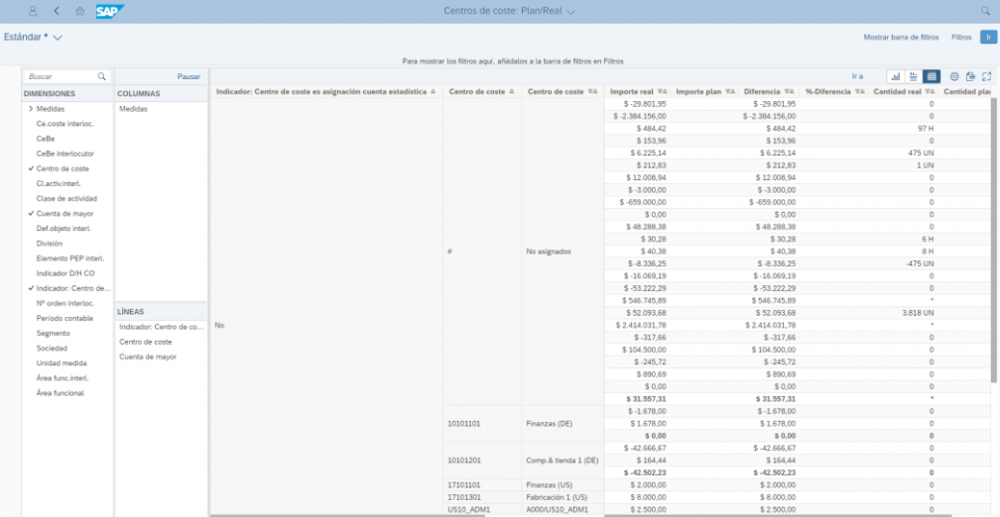 SAP
Centros de coste: Plan/Real
Estándar *
Mostrar barra de filtros Filtros Ir
Para mostrar los filtros aquí, añádalos a la barra de filtros en Filtros
Buscar Pausar Ir a
DIMENSIONES
Medidas
Ce.coste interloc.
CeBe
CeBe interlocutor
Centro de coste
Cl.activ.interl.
Clase de actividad
Cuenta de mayor
Def.objeto interl.
División
Elemento PEP interl.
Indicador D/H CO
Indicador: Centro de...
Nº orden interloc.
Período contable
Segmento
Sociedad
Unidad medida
Área func.interl.
Área funcional
COLUMNAS
Medidas
LÍNEAS
Indicador: Centro de co...
Centro de coste
Cuenta de mayor
Indicador: Centro de coste es asignación cuenta estadística Centro de coste Centro de coste Importe real Importe plan Diferencia %-Diferencia Cantidad real Cantidad plan
$ -29.801,95 $ -29.801,95 0
$ -2.384.156,00 $ -2.384.156,00 0
$ 484,42 $ 484,42 97 H
$ 153,96 $ 153,96 0
$ 6.225,14 $ 6.225,14 475 UN
$ 212,83 $ 212,83 1 UN
$ 12.008,94 $ 12.008,94 0
$ -3.000,00 $ -3.000,00 0
$ -659.000,00 $ -659.000,00 0
$ 0,00 $ 0,00 0
$ 48.288,38 $ 48.288,38 0
$ 30,28 $ 30,28 6 H
# No asignados $ 40,38 $ 40,38 8 H
$ -8.336,25 $ -8.336,25 -475 UN
$ -16.069,19 $ -16.069,19 0
$ -53.222,29 $ -53.222,29 0
$ 546.745,89 $ 546.745,89 *
$ 52.093,68 $ 52.093,68 3.818 UN
No $ 2.414.031,78 $ 2.414.031,78 *
$ -317,66 $ -317,66 0
$ 104.500,00 $ 104.500,00 0
$ -245,72 $ -245,72 0
$ 890,69 $ 890,69 0
$ 0,00 $ 0,00 0
$ 31.557,31 $ 31.557,31 *
$ -1.678,00 $ -1.678,00 0
10101101 Finanzas (DE) $ 1.678,00 $ 1.678,00 0
$ 0,00 $ 0,00 0
$ -42.666,67 $ -42.666,67 0
10101201 Comp.& tienda 1 (DE) $ 164,44 $ 164,44 0
$ -42.502,23 $ -42.502,23 0
17101101 Finanzas (US) $ 2.000,00 $ 2.000,00 0
17101301 Fabricación 1 (US) $ 8.000,00 $ 8.000,00 0
US10_ADM1 A000/US10_ADM1 $ 2.500,00 $ 2.500,00 0